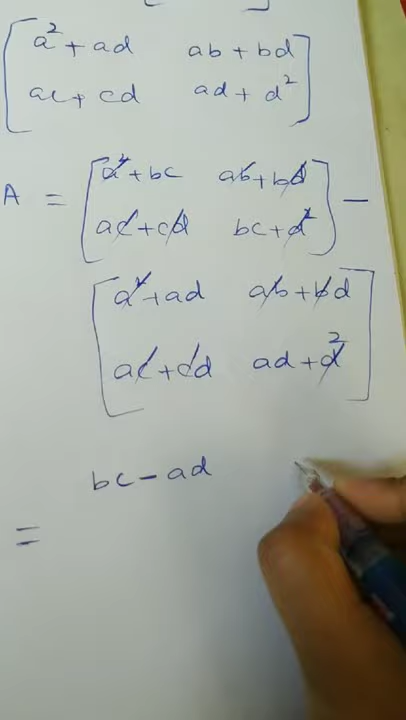 a² + ad ab + bd
ac + cd ad + d²
A = a² + bc ab + bd −
ac + cd bc + d²
a² + ad ab + bd
ac + cd ad + d²
bc − ad
=